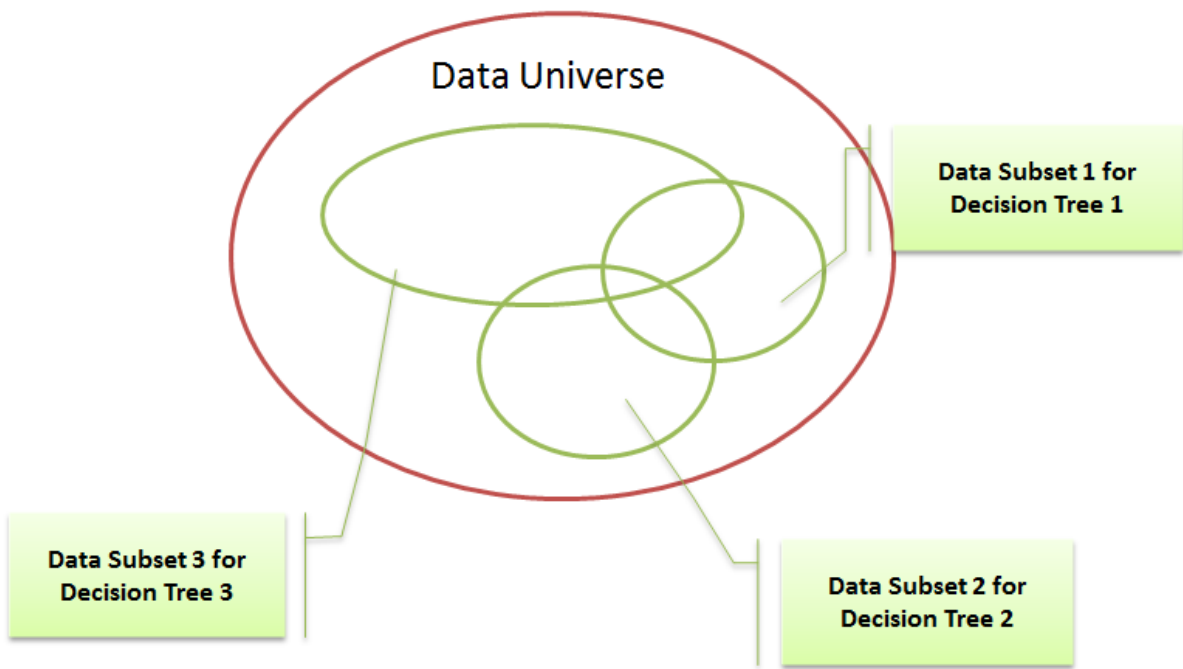 Data Universe
Data Subset 1 for
Decision Tree 1
Data Subset 3 for
Decision Tree 3
Data Subset 2 for
Decision Tree 2